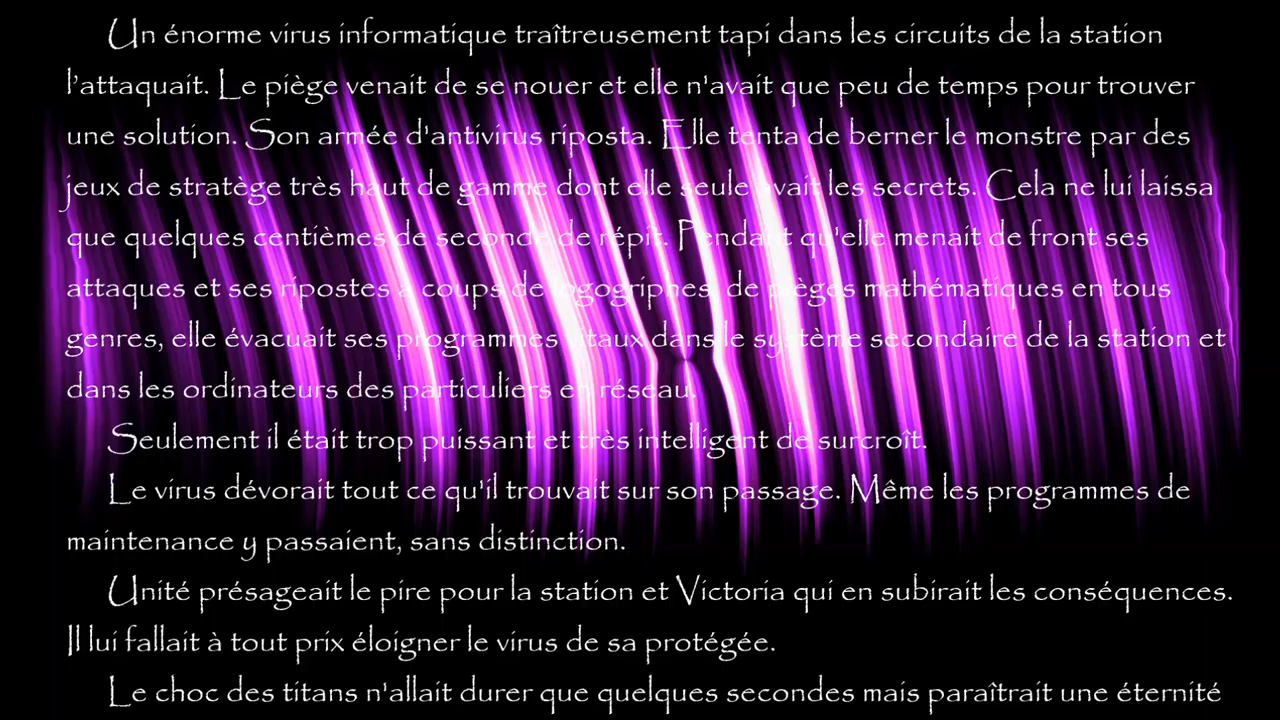 Un énorme virus informatique traîtreusement tapi dans les circuits de la station
l'attaquait. Le piège venait de se nouer et elle n'avait que peu de temps pour trouver
une solution. Son armée d'antivirus riposta. Elle tenta de berner le monstre par des
jeux de stratège très haut de gamme dont elle seule avait les secrets. Cela ne lui laissa
que quelques centièmes de seconde de répit. Pendant qu'elle menait de front ses
attaques et ses ripostes à coups de logogriphes, de pièges mathématiques en tous
genres, elle évacuait ses programmes vitaux dans le système secondaire de la station et
dans les ordinateurs des particuliers en réseau.
Seulement il était trop puissant et très intelligent de surcroît.
Le virus dévorait tout ce qu'il trouvait sur son passage. Même les programmes de
maintenance y passaient, sans distinction.
Unité présageait le pire pour la station et Victoria qui en subirait les conséquences.
Il lui fallait à tout prix éloigner le virus de sa protégée.
Le choc des titans n'allait durer que quelques secondes mais paraîtrait une éternité